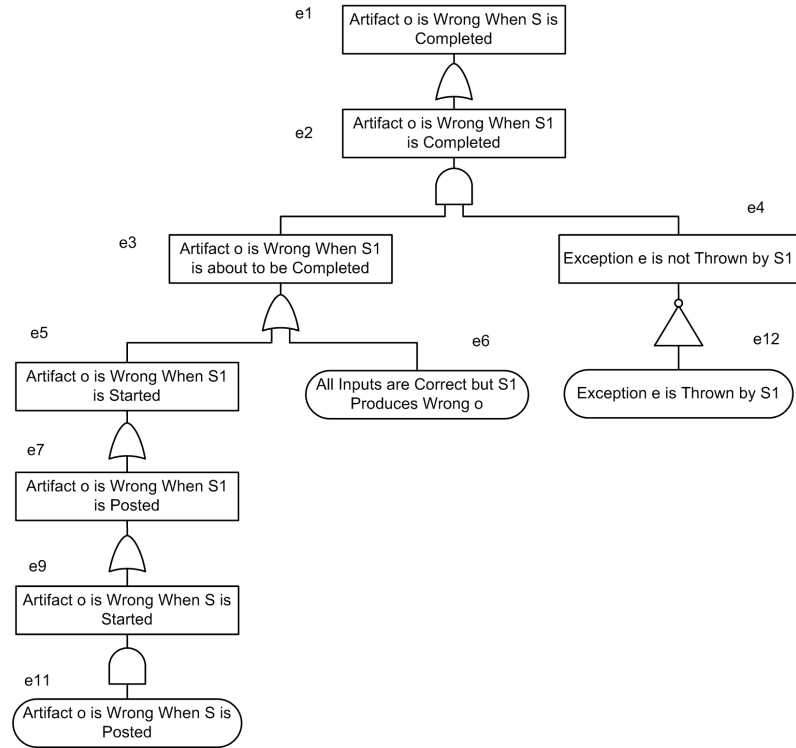 e1
Artifact o is Wrong When S is
Completed
e2
Artifact o is Wrong When S1
is Completed
e4
e3
Artifact o is Wrong When S1
is about to be Completed
Exception e is not Thrown by S1
e5
e6
e12
Artifact o is Wrong When S1
is Started
All Inputs are Correct but S1
Produces Wrong o
Exception e is Thrown by S1
e7
Artifact o is Wrong When S1
is Posted
e9
Artifact o is Wrong When S is
Started
e11
Artifact o is Wrong When S is
Posted